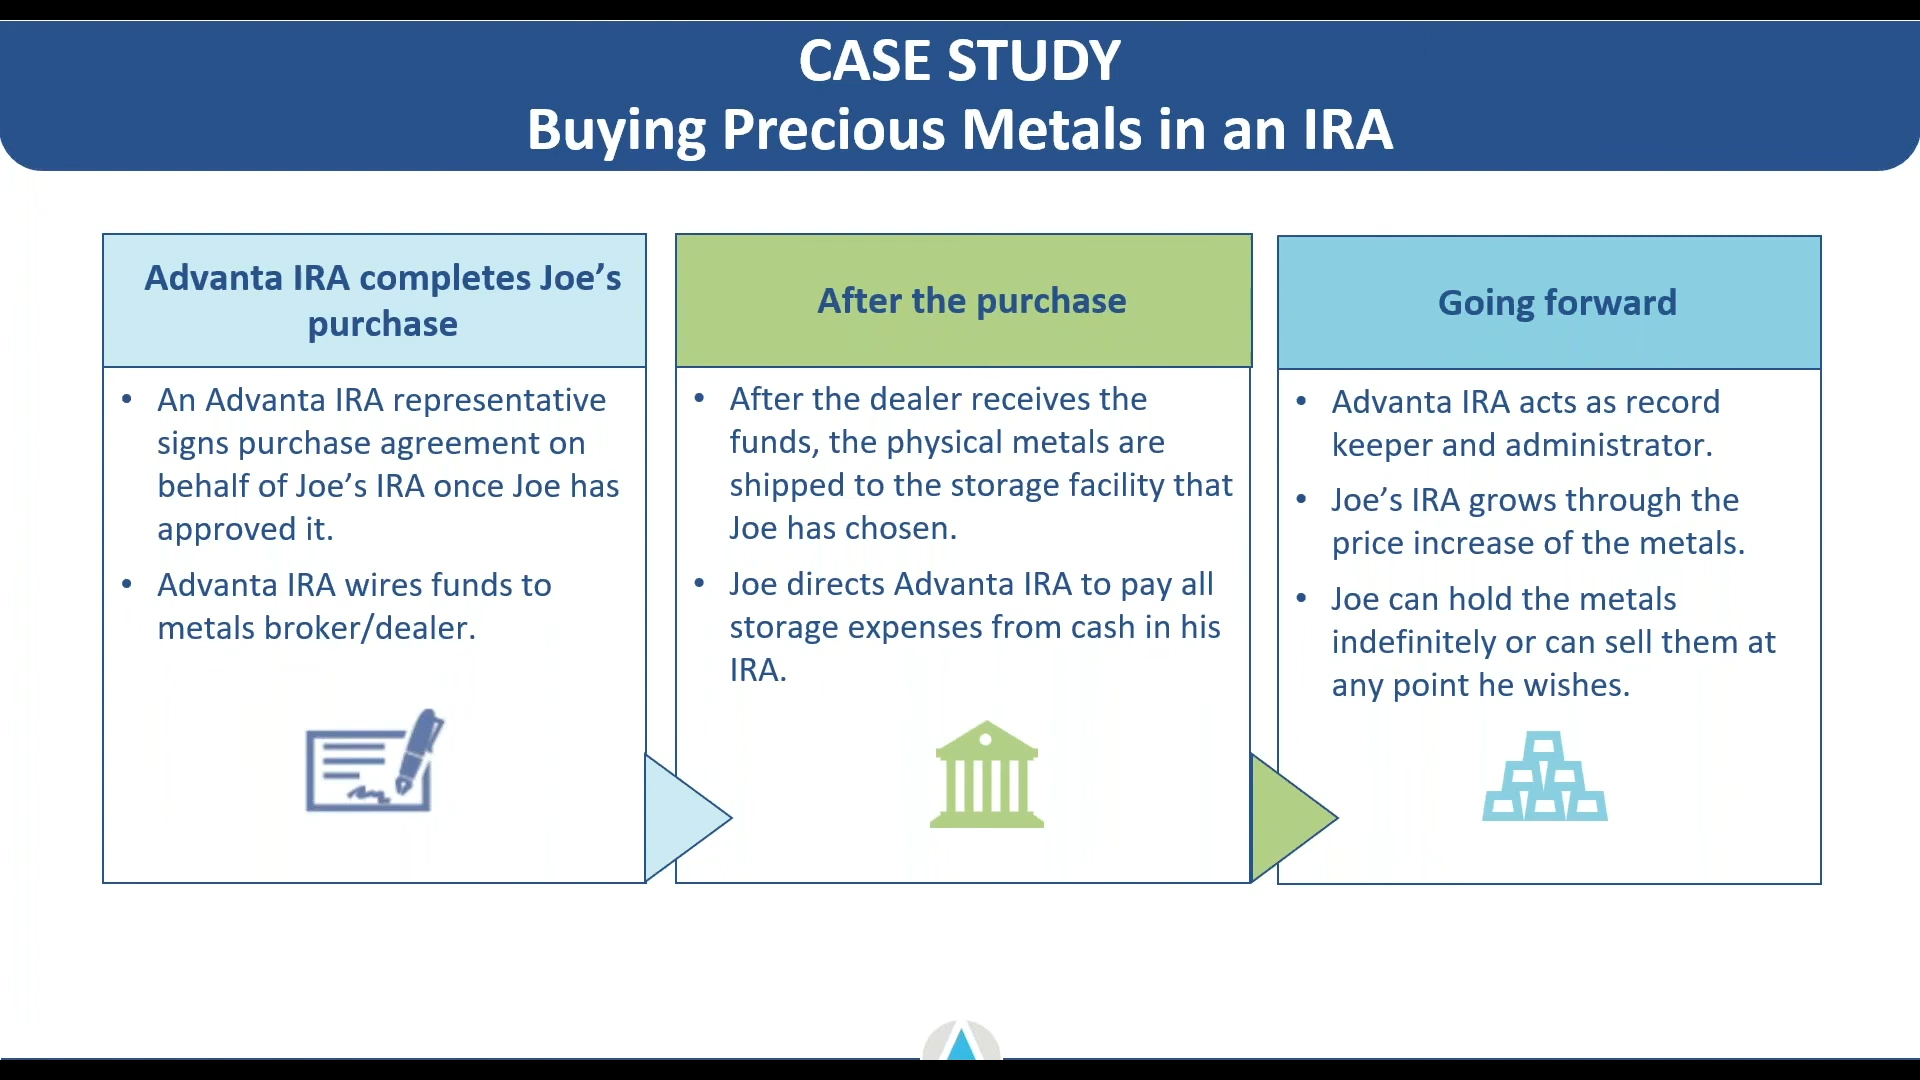 CASE STUDY
Buying Precious Metals in an IRA
Advanta IRA completes Joe’s
purchase
• An Advanta IRA representative
signs purchase agreement on
behalf of Joe’s IRA once Joe has
approved it.
• Advanta IRA wires funds to
metals broker/dealer.
After the purchase
• After the dealer receives the
funds, the physical metals are
shipped to the storage facility that
Joe has chosen.
• Joe directs Advanta IRA to pay all
storage expenses from cash in his
IRA.
Going forward
• Advanta IRA acts as record
keeper and administrator.
• Joe’s IRA grows through the
price increase of the metals.
• Joe can hold the metals
indefinitely or can sell them at
any point he wishes.